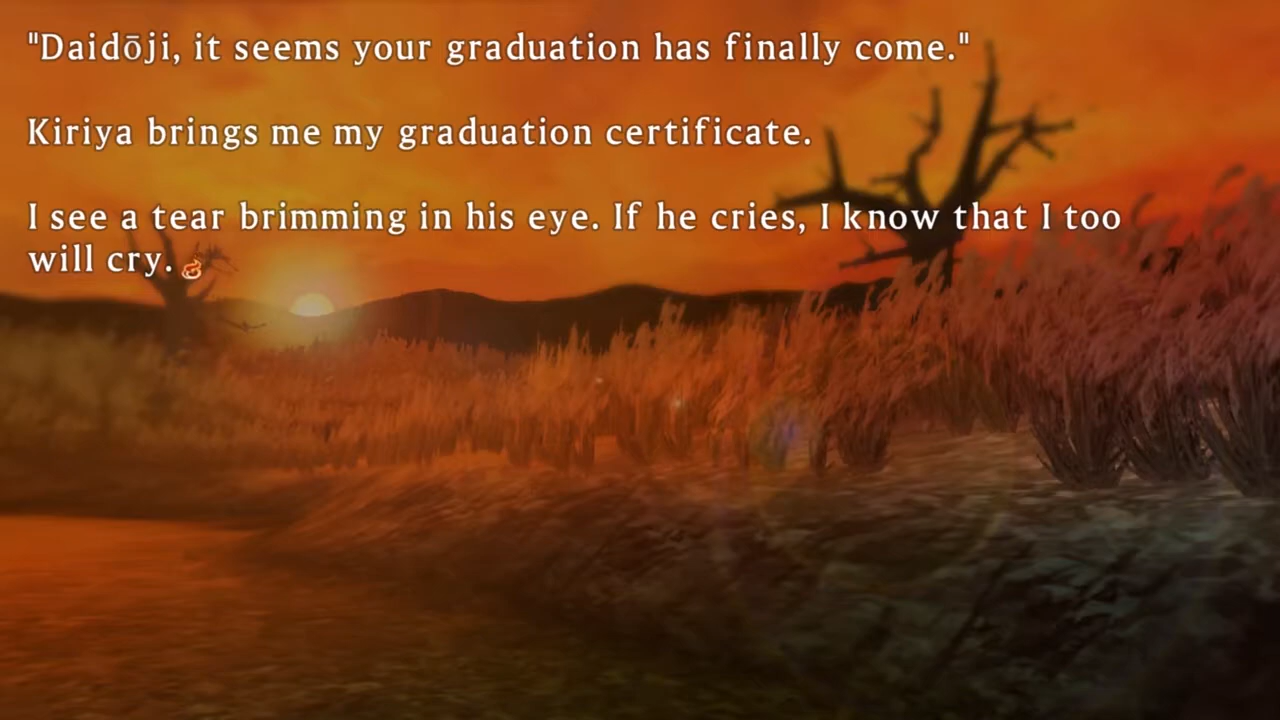 "Daidōji, it seems your graduation has finally come."
Kiriya brings me my graduation certificate.
I see a tear brimming in his eye. If he cries, I know that I too
will cry.